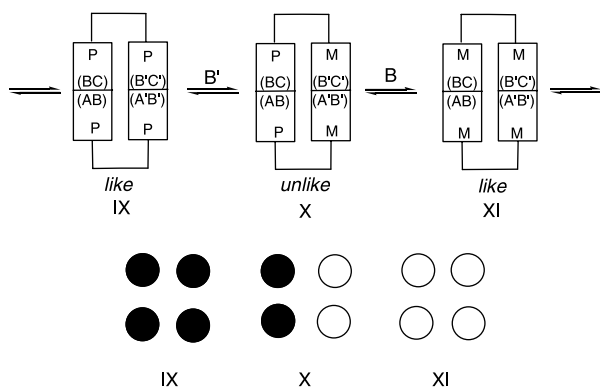 P P P M M M
B' B
(BC) (B'C') (BC) (B'C') (BC) (B'C')
(AB) (A'B') (AB) (A'B') (AB) (A'B')
P P P M M M
like unlike like
IX X XI
IX X XI